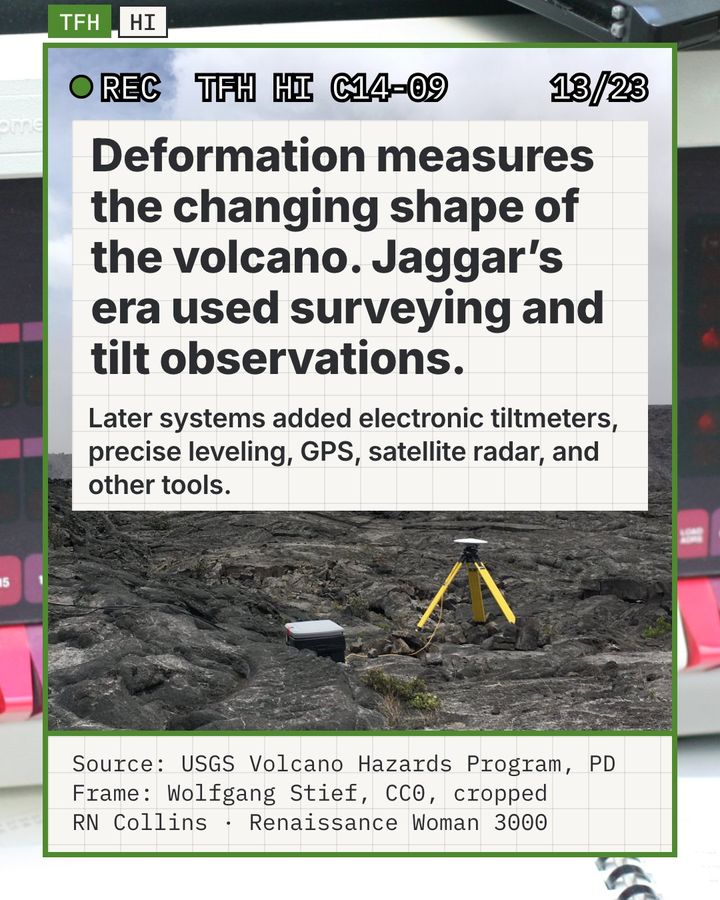 TFH HI
REC TFH HI C14-09 13/23
Deformation measures
the changing shape of
the volcano. Jaggar’s
era used surveying and
tilt observations.
Later systems added electronic tiltmeters,
precise leveling, GPS, satellite radar, and
other tools.
Source: USGS Volcano Hazards Program, PD
Frame: Wolfgang Stief, CC0, cropped
RN Collins · Renaissance Woman 3000